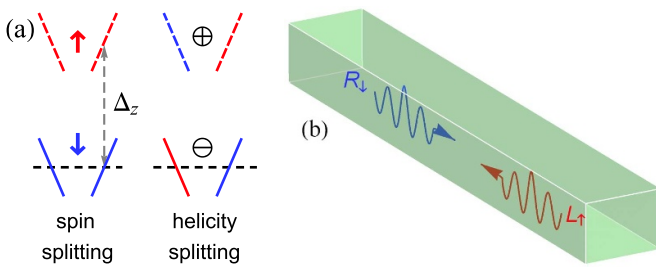 (a)
↑
⊕
Δz
↓
⊖
spin
splitting
helicity
splitting
R↓
(b)
L↑